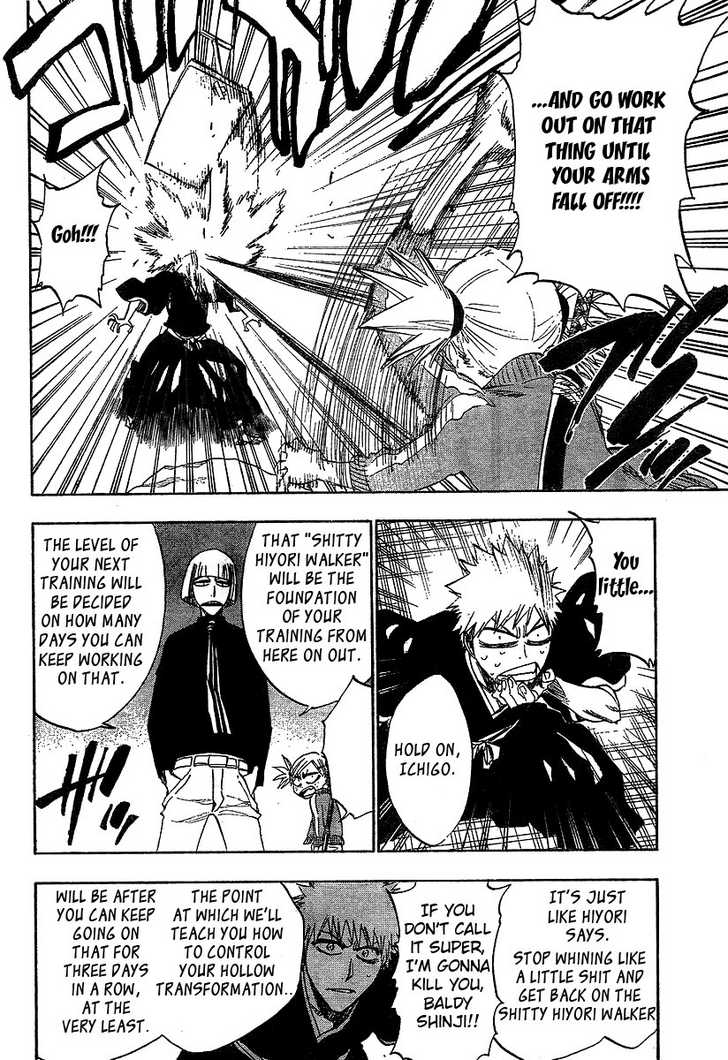 ...AND GO WORK
OUT ON THAT
THING UNTIL
YOUR ARMS
FALL OFF!!!!
Goh!!!
You
little...
HOLD ON,
ICHIGO.
THAT "SHITTY
HIYORI WALKER"
WILL BE THE
FOUNDATION
OF YOUR
TRAINING FROM
HERE ON OUT.
THE LEVEL OF
YOUR NEXT
TRAINING WILL
BE DECIDED
ON HOW MANY
DAYS YOU CAN
KEEP WORKING
ON THAT.
IT'S JUST
LIKE HIYORI
SAYS.
STOP WHINING LIKE
A LITTLE SHIT AND
GET BACK ON THE
SHITTY HIYORI WALKER
IF YOU
DON'T CALL
IT SUPER,
I'M GONNA
KILL YOU,
BALDY
SHINJI!!
THE POINT
AT WHICH WE'LL
TEACH YOU HOW
TO CONTROL
YOUR HOLLOW
TRANSFORMATION..
WILL BE AFTER
YOU CAN KEEP
GOING ON
THAT FOR
THREE DAYS
IN A ROW,
AT THE
VERY LEAST.